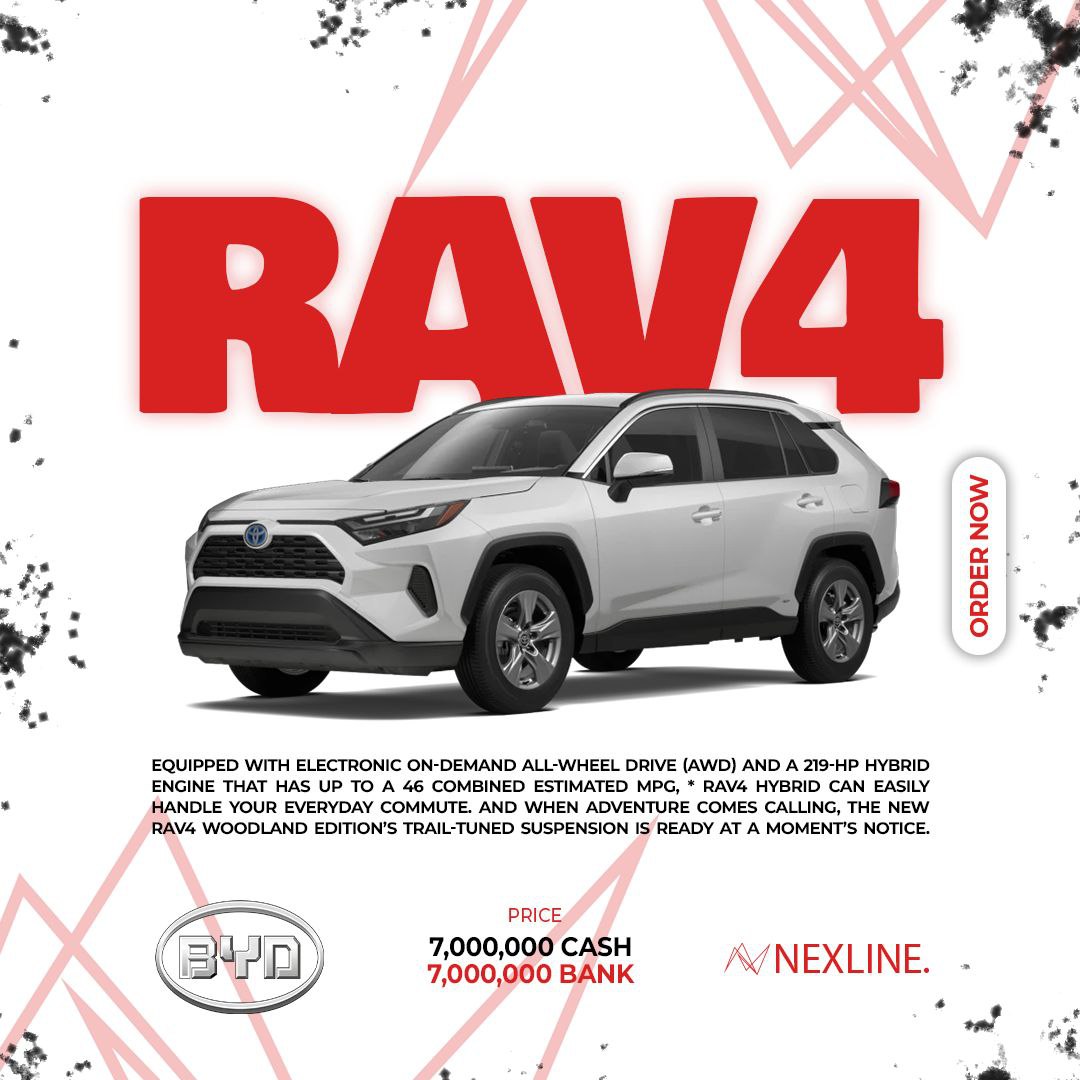 RAV4
ORDER NOW
EQUIPPED WITH ELECTRONIC ON-DEMAND ALL-WHEEL DRIVE (AWD) AND A 219-HP HYBRID
ENGINE THAT HAS UP TO A 46 COMBINED ESTIMATED MPG, * RAV4 HYBRID CAN EASILY
HANDLE YOUR EVERYDAY COMMUTE. AND WHEN ADVENTURE COMES CALLING, THE NEW
RAV4 WOODLAND EDITION’S TRAIL-TUNED SUSPENSION IS READY AT A MOMENT’S NOTICE.
BYD
PRICE
7,000,000 CASH
7,000,000 BANK
NEXLINE.